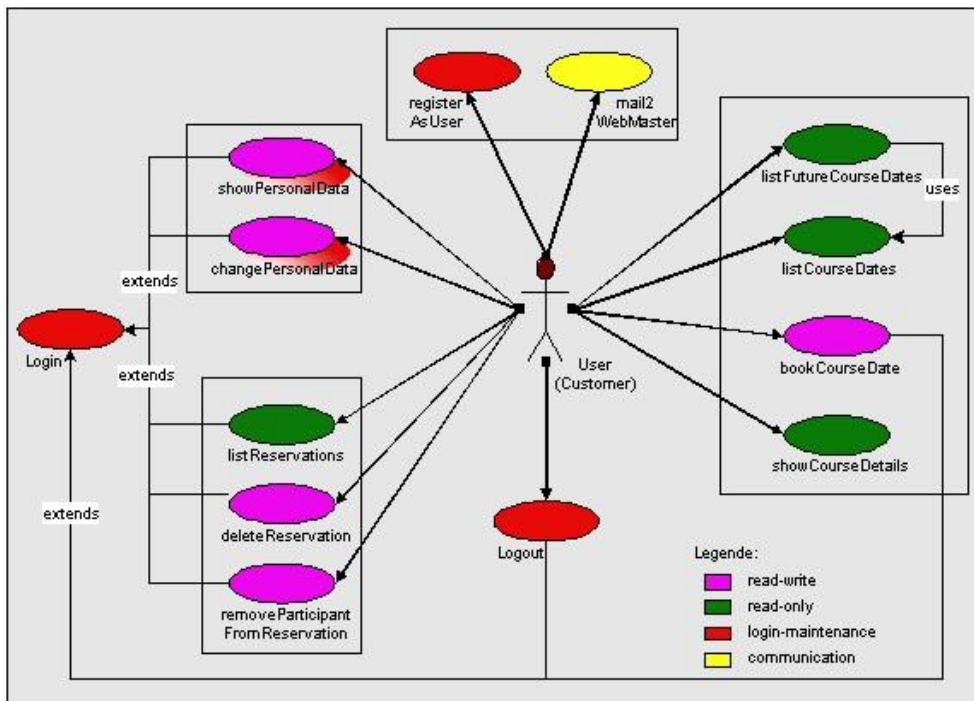 register
AsUser
mail2
WebMaster
showPersonalData
changePersonalData
listFutureCourseDates
uses
listCourseDates
extends
Login
extends
User
(Customer)
bookCourseDate
listReservations
showCourseDetails
extends
deleteReservation
Logout
removeParticipant
FromReservation
Legende:
read-write
read-only
login-maintenance
communication